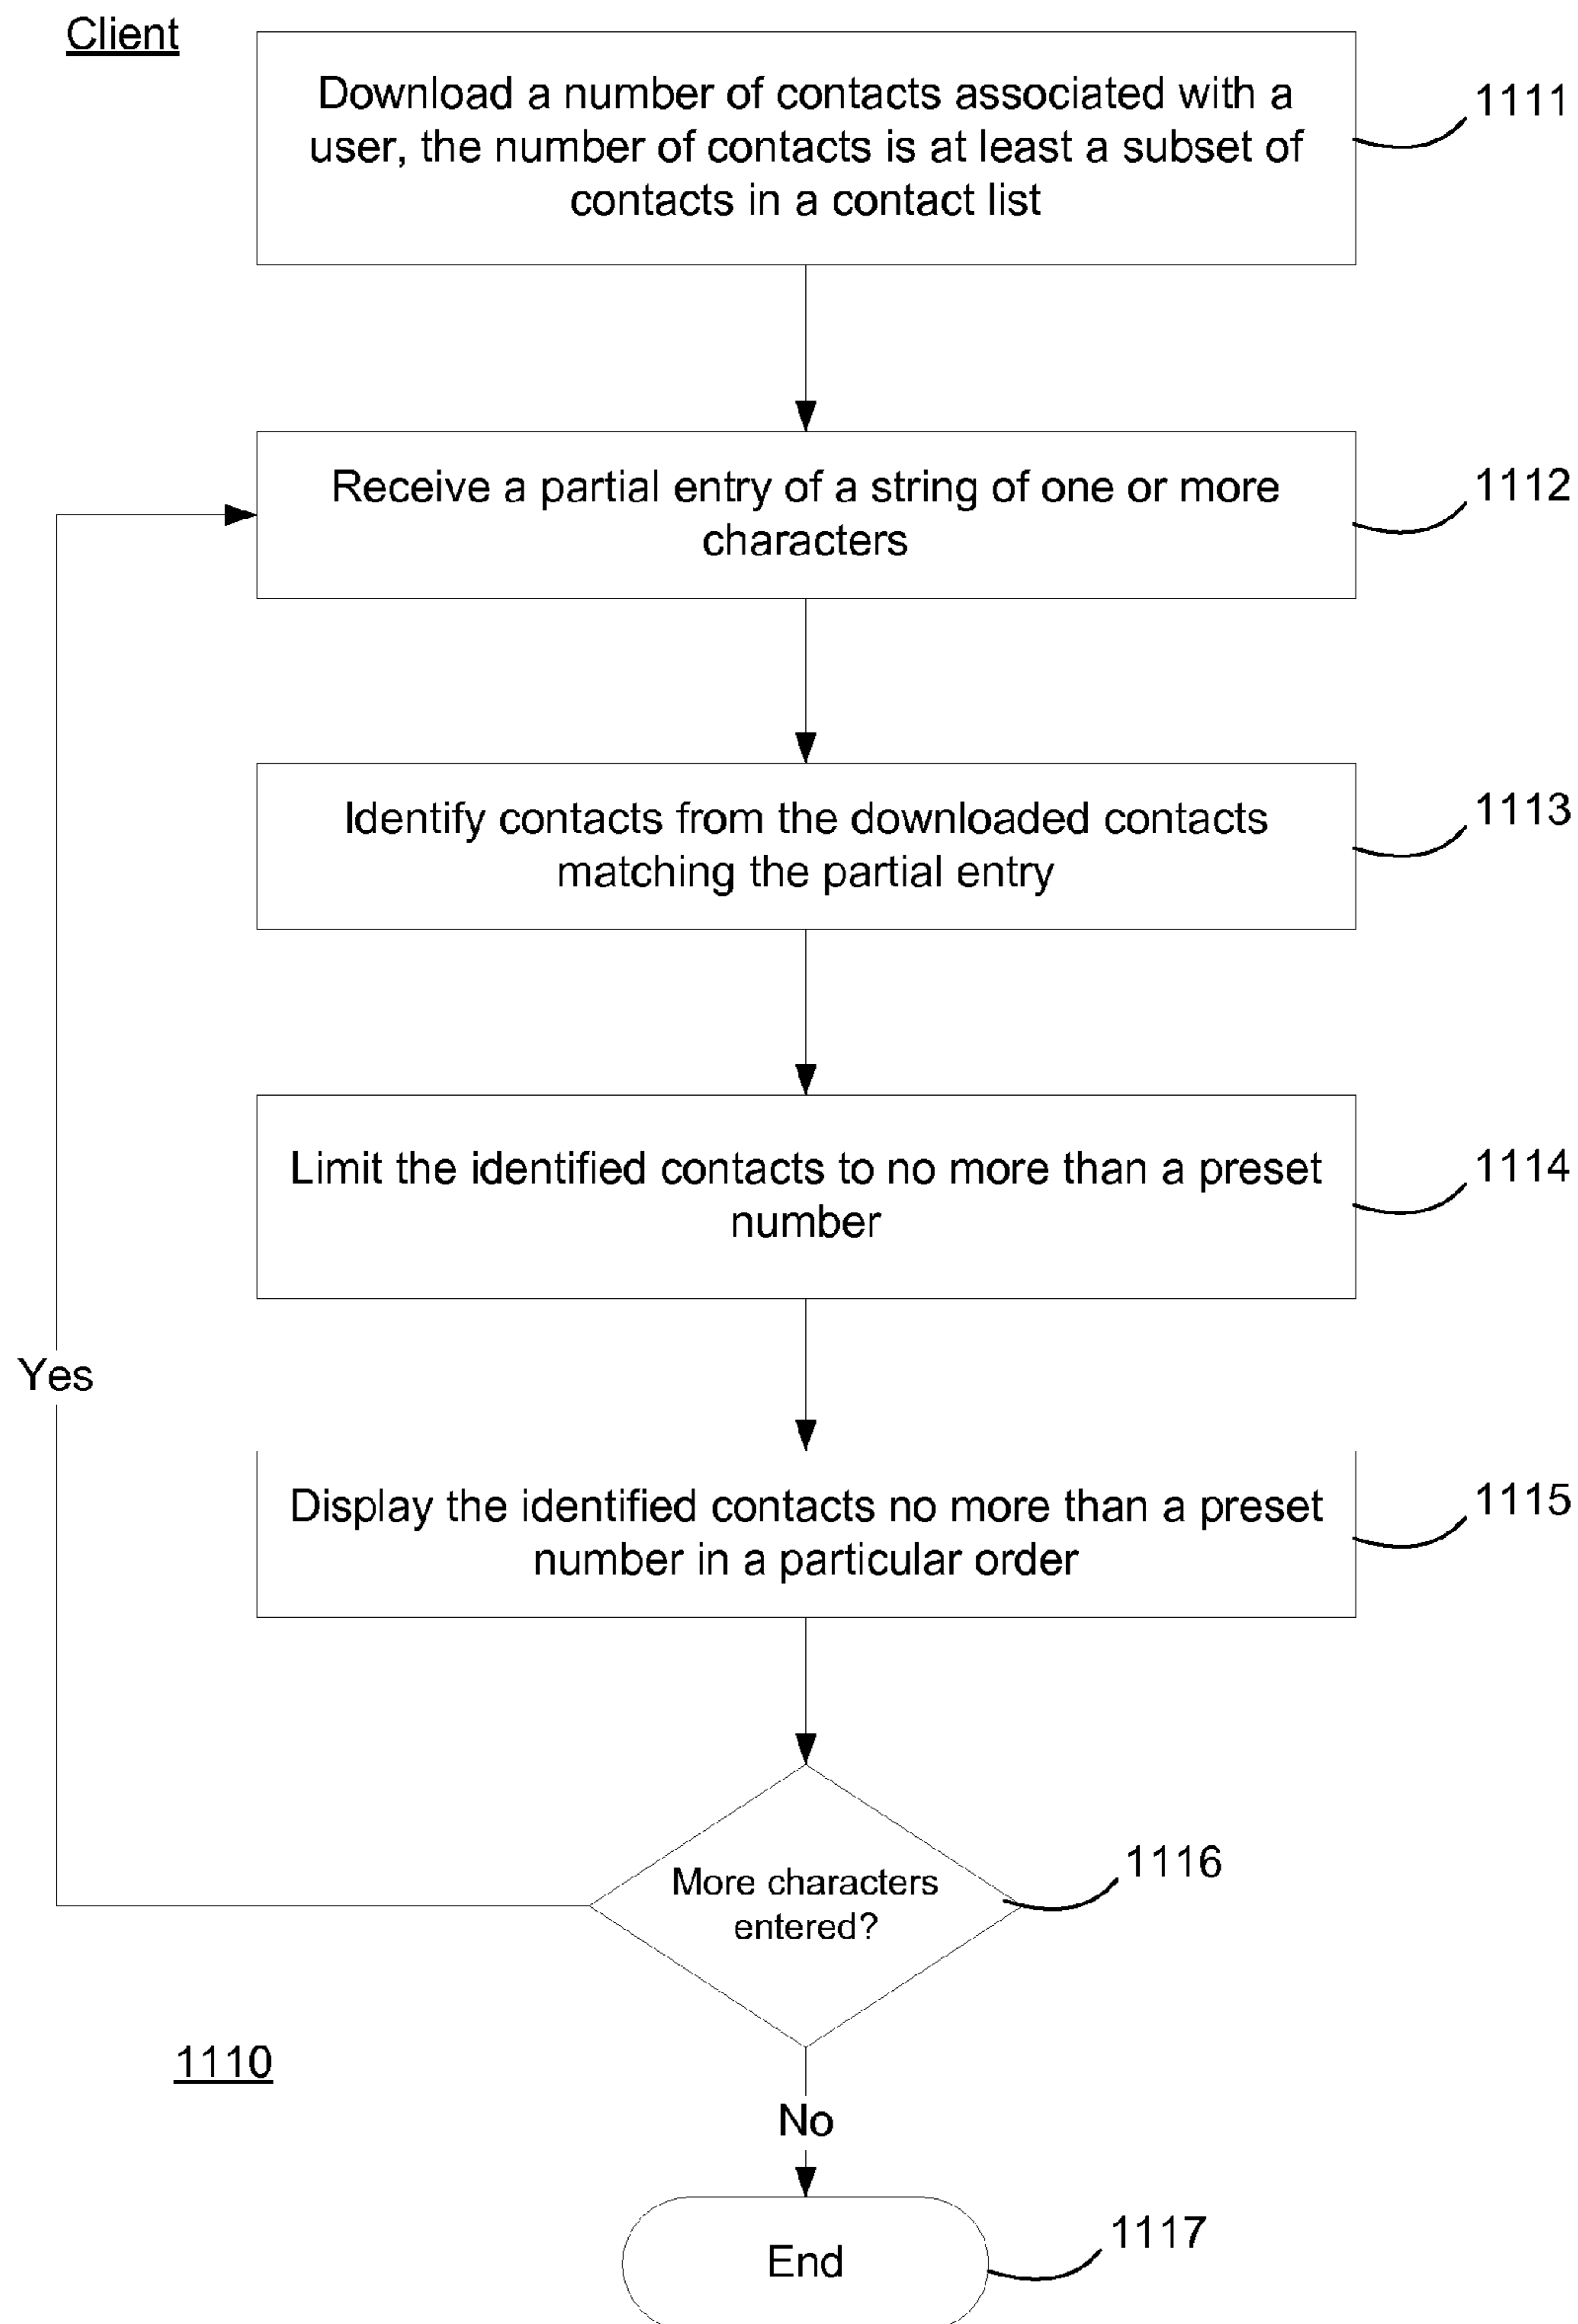 Client
Download a number of contacts associated with a
user, the number of contacts is at least a subset of
contacts in a contact list
1111
Receive a partial entry of a string of one or more
characters
1112
Identify contacts from the downloaded contacts
matching the partial entry
1113
Limit the identified contacts to no more than a preset
number
1114
Yes
Display the identified contacts no more than a preset
number in a particular order
1115
More characters
entered?
1116
1110
No
End
1117